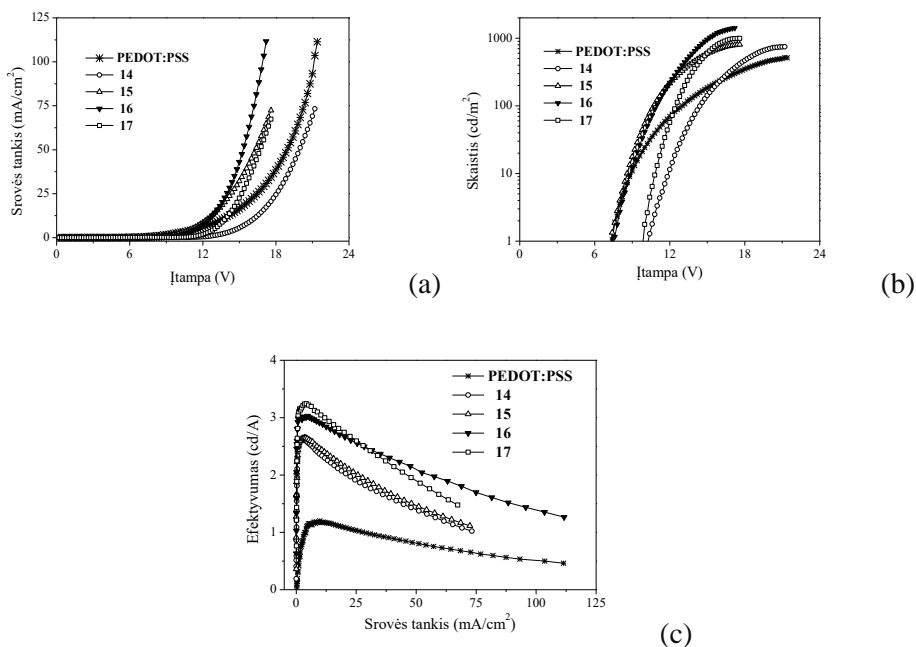 125
100
75
50
25
0
Srovės tankis (mA/cm²)
PEDOT:PSS
14
15
16
17
0 6 12 18 24
Įtampa (V)
(a)
1000
100
10
1
Skaistis (cd/m²)
PEDOT:PSS
14
15
16
17
6 12 18 24
Įtampa (V)
(b)
4
3
2
1
0
Efektyvumas (cd/A)
PEDOT:PSS
14
15
16
17
0 25 50 75 100 125
Srovės tankis (mA/cm²)
(c)